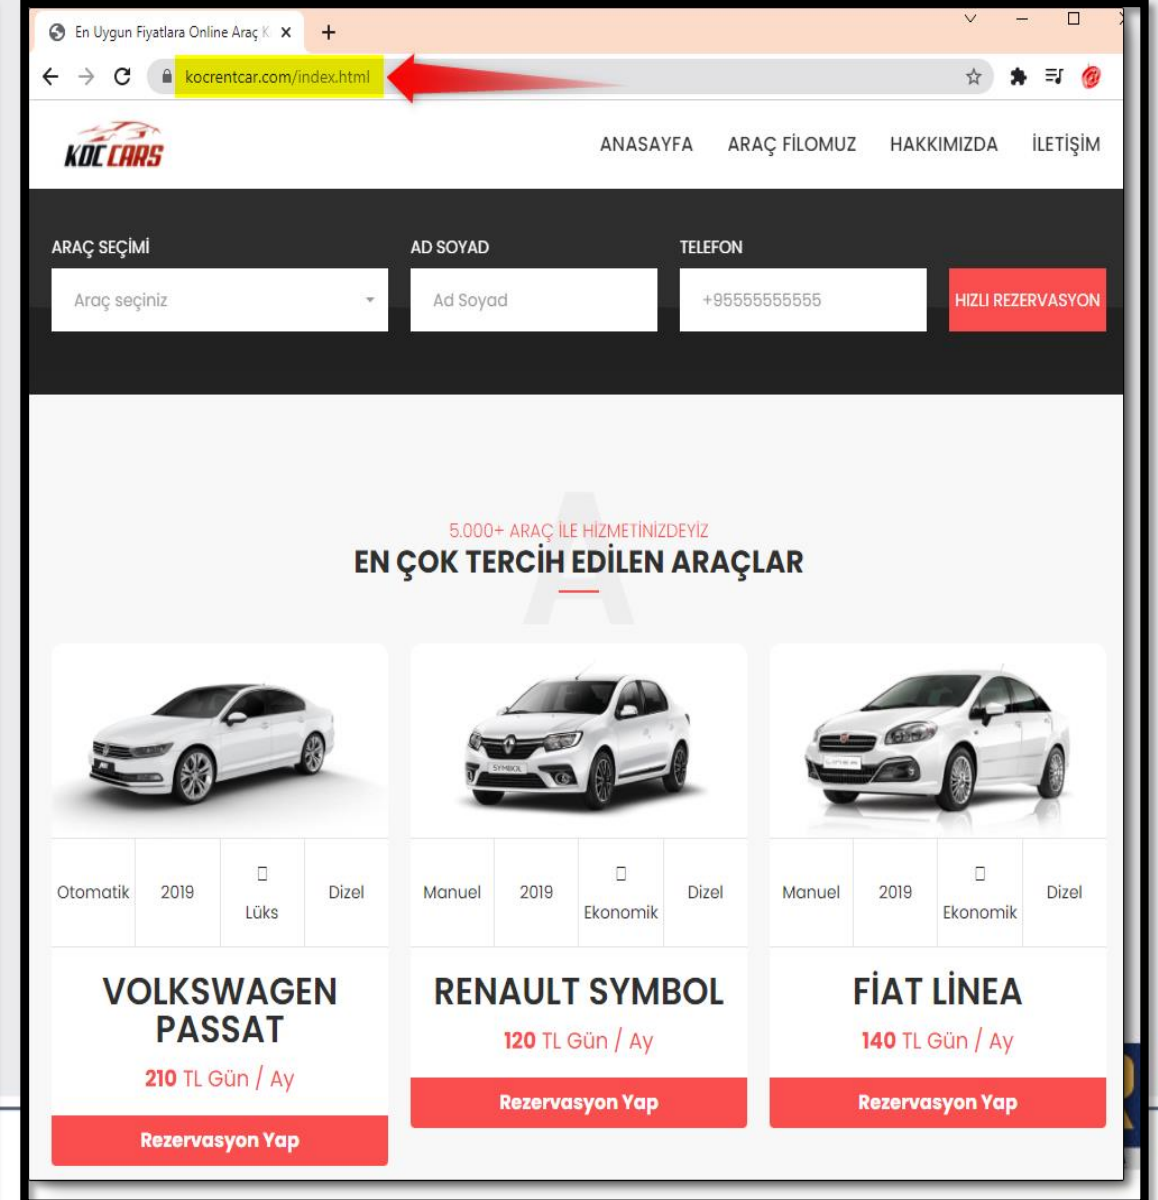 En Uygun Fiyatlara Online Araç K
kocrentcar.com/index.html
KOC CARS
ANASAYFA ARAÇ FİLOMUZ HAKKIMIZDA İLETİŞİM
ARAÇ SEÇİMİ AD SOYAD TELEFON
Araç seçiniz Ad Soyad +95555555555 HIZLI REZERVASYON
A
5.000+ ARAÇ İLE HİZMETİNİZDEYİZ
EN ÇOK TERCİH EDİLEN ARAÇLAR
SYMBOL
LINEA
Otomatik 2019 Lüks Dizel
Manuel 2019 Ekonomik Dizel
Manuel 2019 Ekonomik Dizel
VOLKSWAGEN
PASSAT
210 TL Gün / Ay
Rezervasyon Yap
RENAULT SYMBOL
120 TL Gün / Ay
Rezervasyon Yap
FİAT LİNEA
140 TL Gün / Ay
Rezervasyon Yap